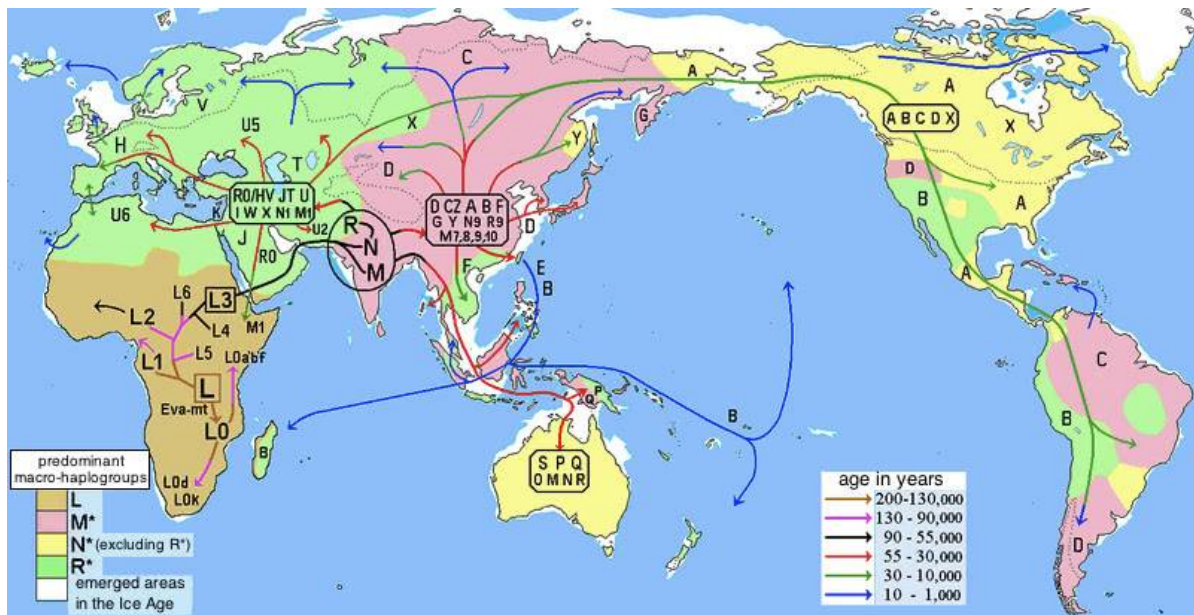 C
A
A
V
G
X
A B C D X
X
U5
H
T
Y
D
D
R0/HV JT U
I W X N1 M1
D CZ A B F
G Y N9 R9
M7,8,9,10
B
A
U6
K
J
U2
R
N
M
D
R0
F
E
B
A
A
L6
L3
L2
L4
M1
L5
L0a'b'f
L1
C
L
Eva-mt
Q
P
L0
B
B
B
S P Q
O M N R
L0d
L0k
D
predominant
macro-haplogroups
L
M*
N* (excluding R*)
R*
emerged areas
in the Ice Age
age in years
200-130,000
130 - 90,000
90 - 55,000
55 - 30,000
30 - 10,000
10 - 1,000